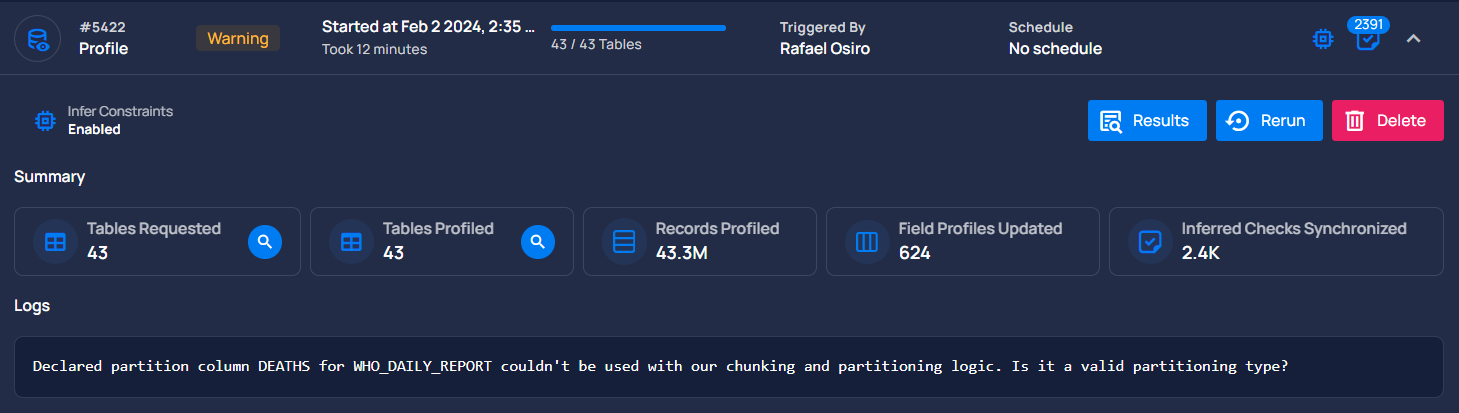 #5422
Profile
Warning
Started at Feb 2 2024, 2:35 ...
Took 12 minutes
43 / 43 Tables
Triggered By
Rafael Osiro
Schedule
No schedule
2391
Infer Constraints
Enabled
Results
Rerun
Delete
Summary
Tables Requested
43
Tables Profiled
43
Records Profiled
43.3M
Field Profiles Updated
624
Inferred Checks Synchronized
2.4K
Logs
Declared partition column DEATHS for WHO_DAILY_REPORT couldn't be used with our chunking and partitioning logic. Is it a valid partitioning type?